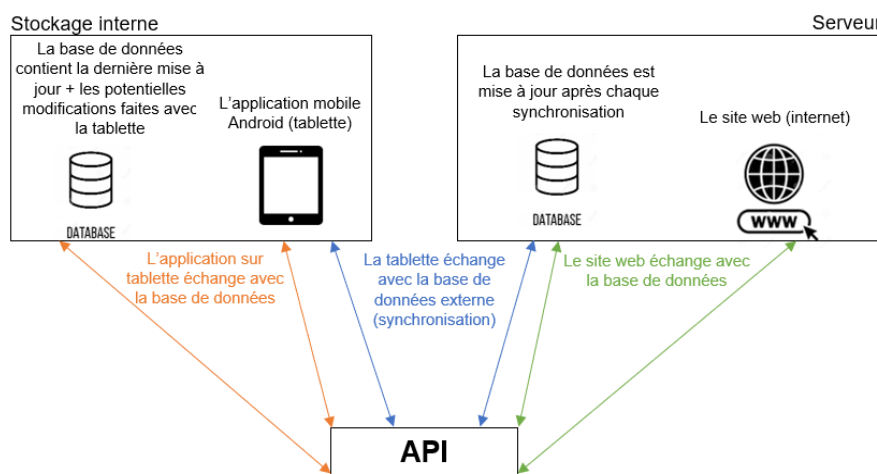 Stockage interne
La base de données
contient la dernière mise à
jour + les potentielles
modifications faites avec
la tablette
L'application mobile
Android (tablette)
DATABASE
Serveur
La base de données est
mise à jour après chaque
synchronisation
Le site web (internet)
DATABASE
WWW
L'application sur
tablette échange avec
la base de données
La tablette échange
avec la base de
données externe
(synchronisation)
Le site web échange avec
la base de données
API